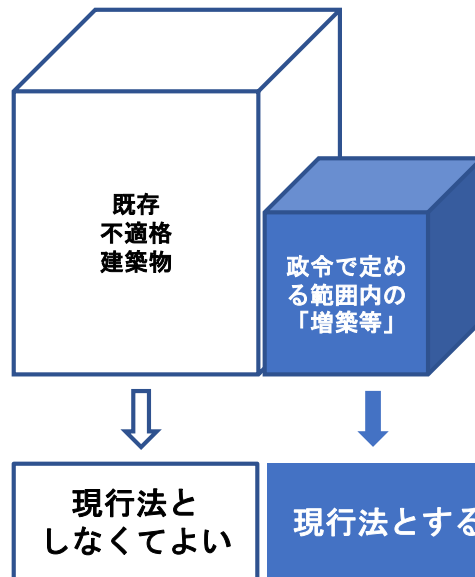 既存
不適格
建築物
政令で定め
る範囲内の
「増築等」
現行法と
しなくてよい
現行法とする